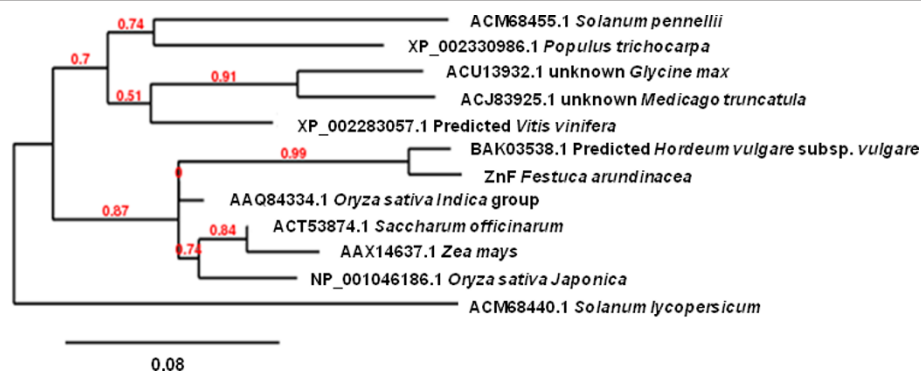 0.74
ACM68455.1 Solanum pennellii
XP_002330986.1 Populus trichocarpa
0.7
0.91
ACU13932.1 unknown Glycine max
0.51
ACJ83925.1 unknown Medicago truncatula
XP_002283057.1 Predicted Vitis vinifera
0.99
BAK03538.1 Predicted Hordeum vulgare subsp. vulgare
0
ZnF Festuca arundinacea
0.87
AAQ84334.1 Oryza sativa Indica group
0.84
ACT53874.1 Saccharum officinarum
0.74
AAX14637.1 Zea mays
NP_001046186.1 Oryza sativa Japonica
ACM68440.1 Solanum lycopersicum
0.08